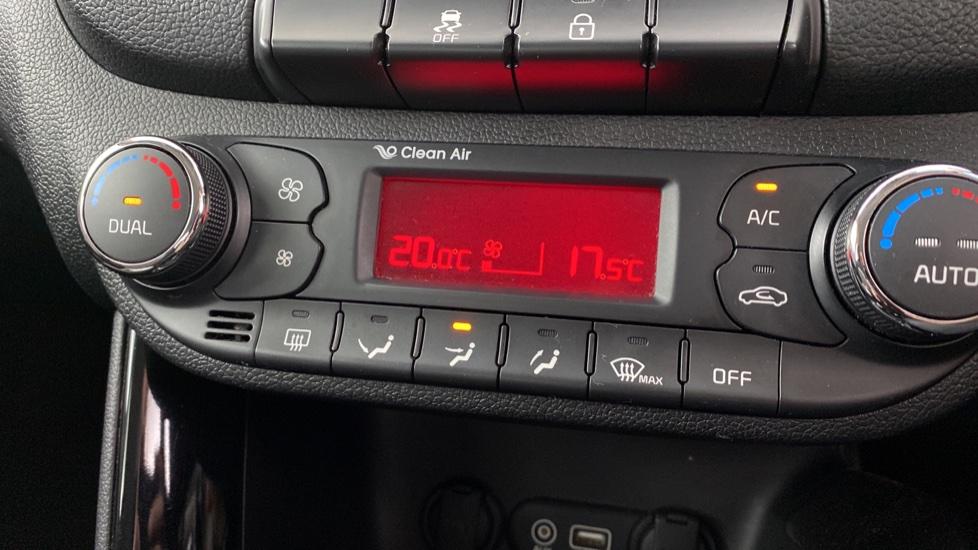 OFF
Clean Air
DUAL
20.0°C
17.5°C
A/C
AUTO
MAX
OFF